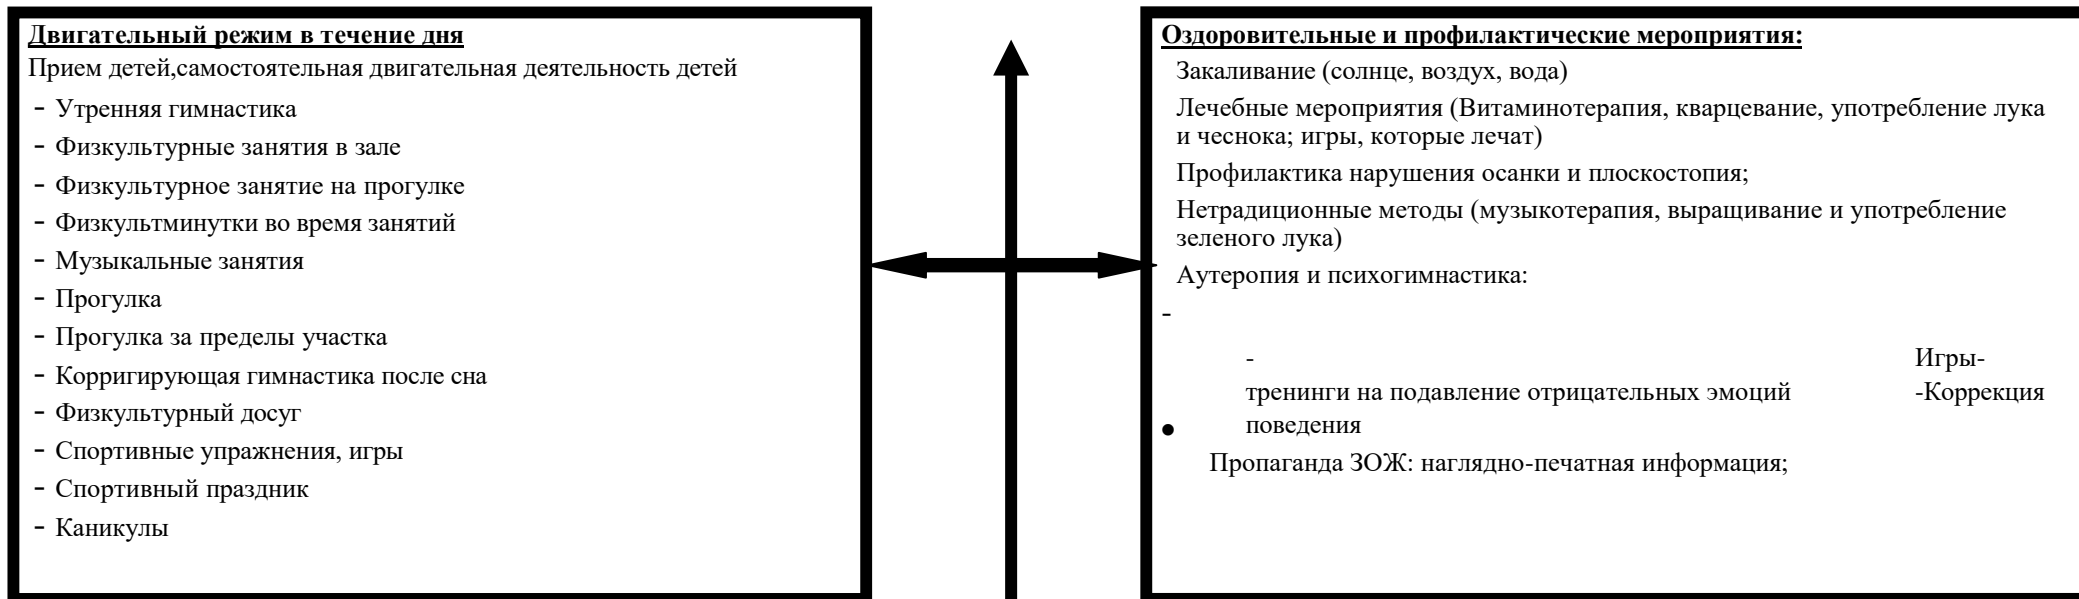 Двигательный режим в течение дня
Прием детей,самостоятельная двигательная деятельность детей
- Утренняя гимнастика
- Физкультурные занятия в зале
- Физкультурное занятие на прогулке
- Физкультминутки во время занятий
- Музыкальные занятия
- Прогулка
- Прогулка за пределы участка
- Корригирующая гимнастика после сна
- Физкультурный досуг
- Спортивные упражнения, игры
- Спортивный праздник
- Каникулы
Оздоровительные и профилактические мероприятия:
Закаливание (солнце, воздух, вода)
Лечебные мероприятия (Витаминотерапия, кварцевание, употребление лука
и чеснока; игры, которые лечат)
Профилактика нарушения осанки и плоскостопия;
Нетрадиционные методы (музыкотерапия, выращивание и употребление
зеленого лука)
Аутеропия и психогимнастика:
-
- Игры-
тренинги на подавление отрицательных эмоций -Коррекция
• поведения
Пропаганда ЗОЖ: наглядно-печатная информация;